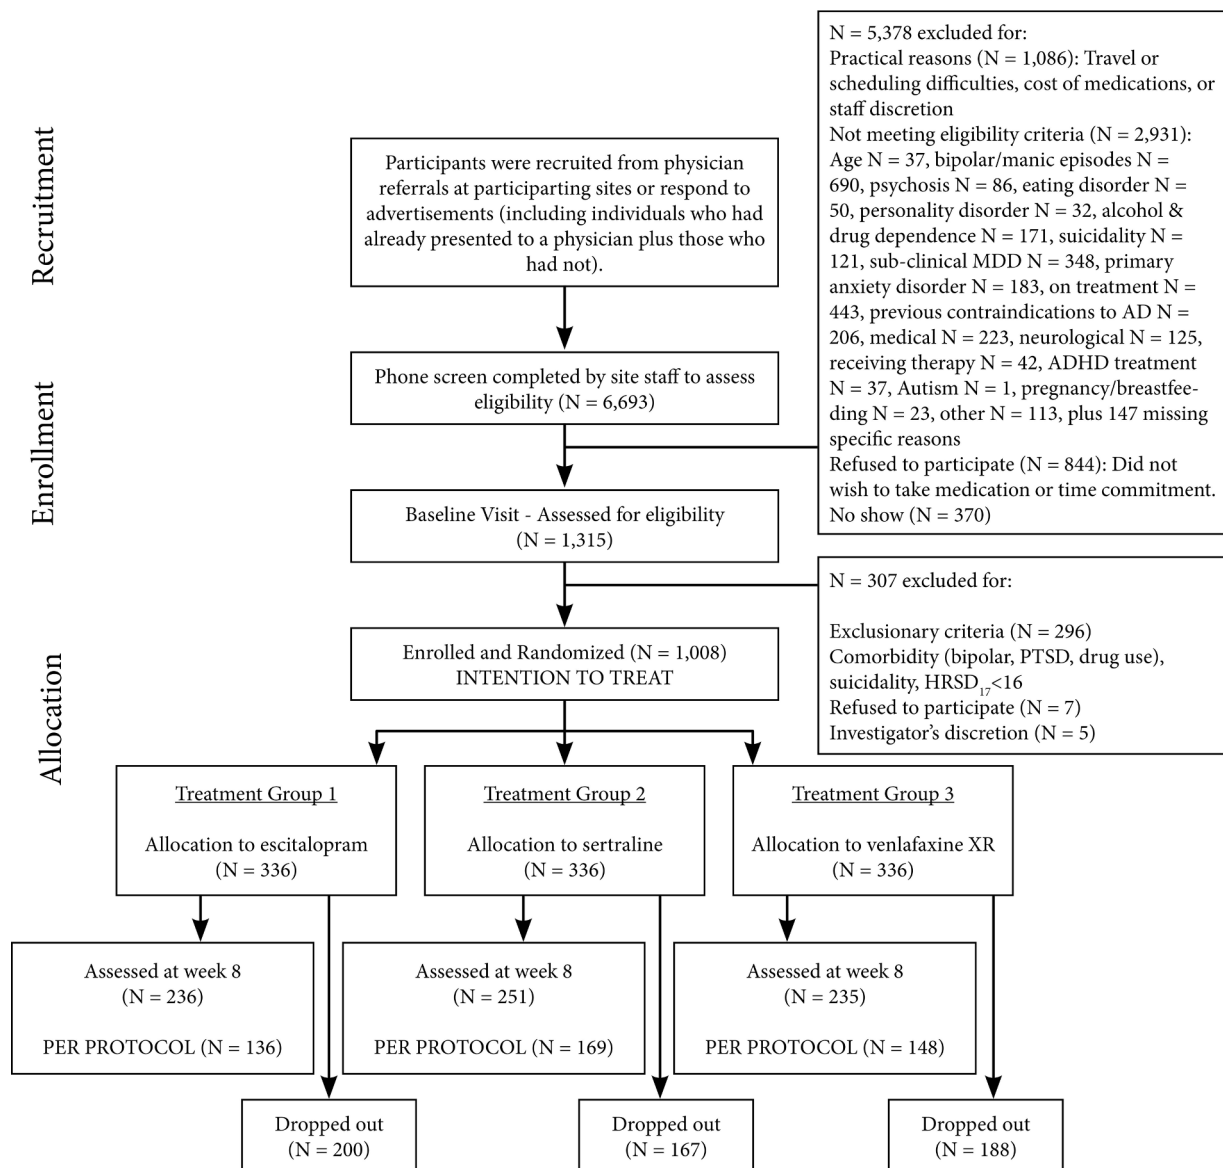 Recruitment
Participants were recruited from physician
referrals at participarting sites or respond to
advertisements (including individuals who had
already presented to a physician plus those who
had not).
N = 5,378 excluded for:
Practical reasons (N = 1,086): Travel or
scheduling difficulties, cost of medications, or
staff discretion
Not meeting eligibility criteria (N = 2,931):
Age N = 37, bipolar/manic episodes N =
690, psychosis N = 86, eating disorder N =
50, personality disorder N = 32, alcohol &
drug dependence N = 171, suicidality N =
121, sub-clinical MDD N = 348, primary
anxiety disorder N = 183, on treatment N =
443, previous contraindications to AD N =
206, medical N = 223, neurological N = 125,
receiving therapy N = 42, ADHD treatment
N = 37, Autism N = 1, pregnancy/breastfee-
ding N = 23, other N = 113, plus 147 missing
specific reasons
Refused to participate (N = 844): Did not
wish to take medication or time commitment.
No show (N = 370)
Enrollment
Phone screen completed by site staff to assess
eligibility (N = 6,693)
Baseline Visit - Assessed for eligibility
(N = 1,315)
N = 307 excluded for:
Exclusionary criteria (N = 296)
Comorbidity (bipolar, PTSD, drug use),
suicidality, HRSD17<16
Refused to participate (N = 7)
Investigator's discretion (N = 5)
Allocation
Enrolled and Randomized (N = 1,008)
INTENTION TO TREAT
Treatment Group 1
Allocation to escitalopram
(N = 336)
Treatment Group 2
Allocation to sertraline
(N = 336)
Treatment Group 3
Allocation to venlafaxine XR
(N = 336)
Assessed at week 8
(N = 236)
PER PROTOCOL (N = 136)
Assessed at week 8
(N = 251)
PER PROTOCOL (N = 169)
Assessed at week 8
(N = 235)
PER PROTOCOL (N = 148)
Dropped out
(N = 200)
Dropped out
(N = 167)
Dropped out
(N = 188)